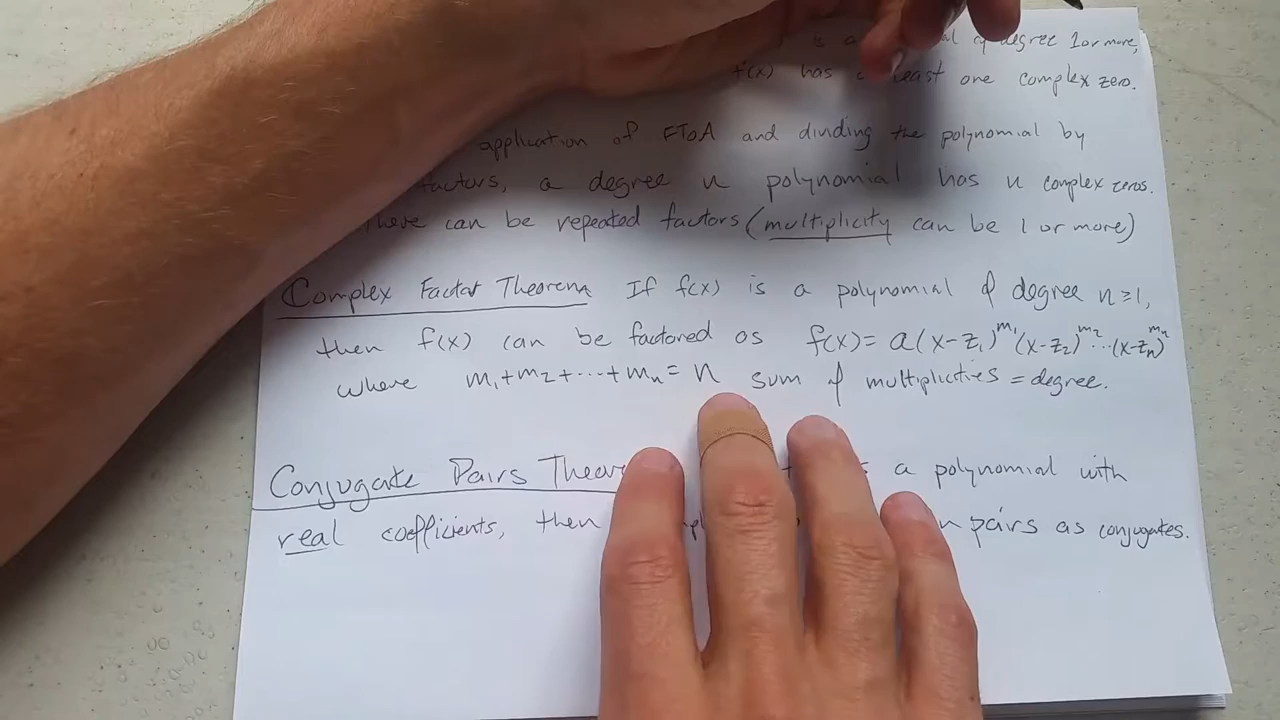 is a al of degree 1 or more,
f(x) has a least one complex zero.
application of FToA and dividing the polynomial by
factors, a degree n polynomial has n complex zeros.
there can be repeated factors (multiplicity can be 1 or more)
Complex Factor Theorem If f(x) is a polynomial of degree n≥1,
then f(x) can be factored as f(x)= a(x-z₁)^m₁(x-z₂)^m₂...(x-zₙ)^mₙ
where m₁+m₂+...+mₙ= n sum of multiplicities = degree.
Conjugate Pairs Theore a polynomial with
real coefficients, then n pairs as conjugates.